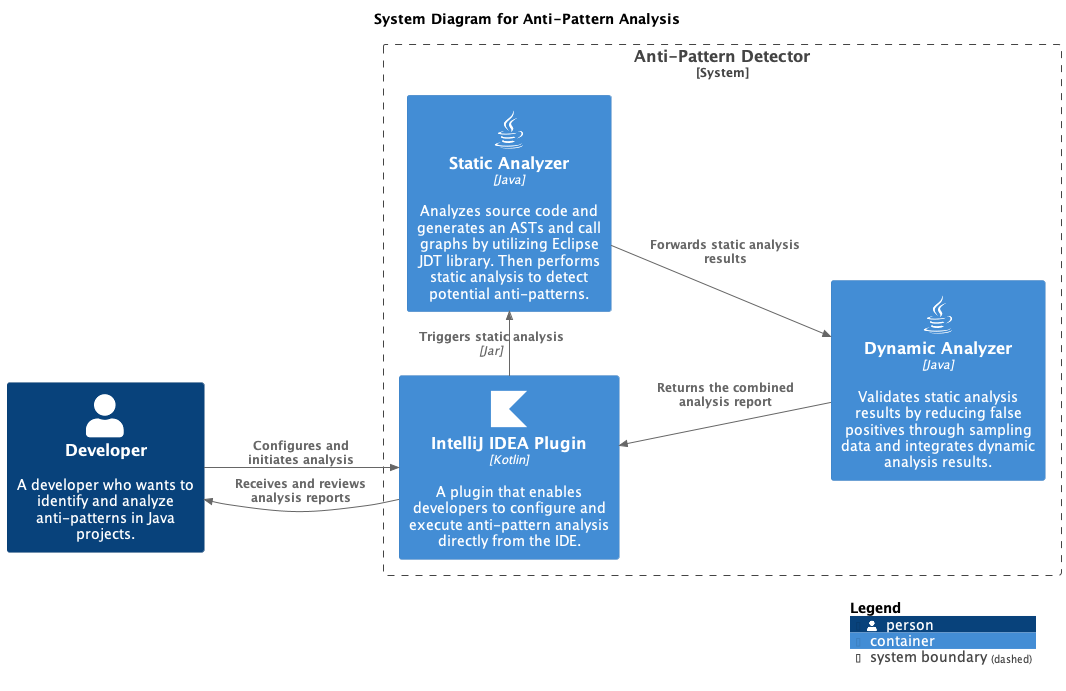 System Diagram for Anti-Pattern Analysis
Anti-Pattern Detector
[System]
Static Analyzer
[Java]
Analyzes source code and
generates an ASTs and call
graphs by utilizing Eclipse
JDT library. Then performs
static analysis to detect
potential anti-patterns.
Forwards static analysis
results
Dynamic Analyzer
[Java]
Validates static analysis
results by reducing false
positives through sampling
data and integrates dynamic
analysis results.
Triggers static analysis
[Jar]
Returns the combined
analysis report
IntelliJ IDEA Plugin
[Kotlin]
A plugin that enables
developers to configure and
execute anti-pattern analysis
directly from the IDE.
Developer
A developer who wants to
identify and analyze
anti-patterns in Java
projects.
Configures and
initiates analysis
Receives and reviews
analysis reports
Legend
person
container
system boundary (dashed)